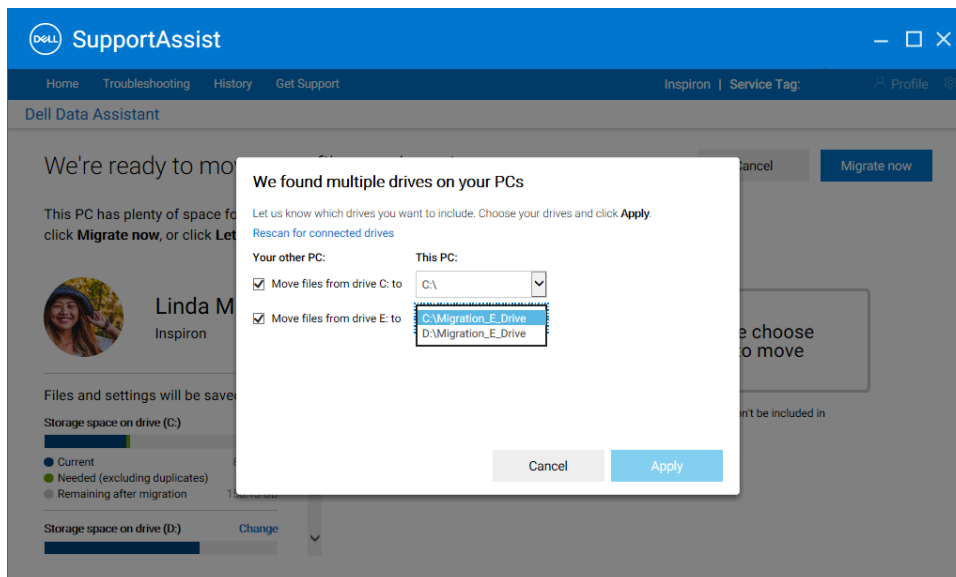 DELL SupportAssist
Home Troubleshooting History Get Support Inspiron | Service Tag: Profile
Dell Data Assistant
We're ready to mo
Cancel Migrate now
This PC has plenty of space fo
click Migrate now, or click Let
Linda M
Inspiron
Files and settings will be save
Storage space on drive (C:)
Current
Needed (excluding duplicates)
Remaining after migration
Storage space on drive (D:) Change
We found multiple drives on your PCs
Let us know which drives you want to include. Choose your drives and click Apply.
Rescan for connected drives
Your other PC: This PC:
Move files from drive C: to C:\
Move files from drive E: to C:\Migration_E_Drive
D:\Migration_E_Drive
Cancel Apply
e choose
o move
n't be included in